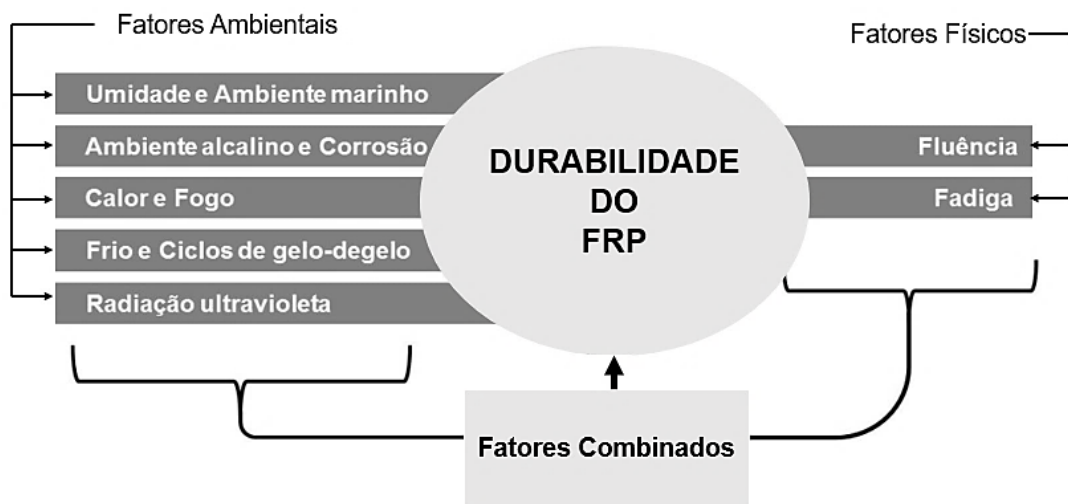 Fatores Ambientais
Fatores Físicos
Umidade e Ambiente marinho
Ambiente alcalino e Corrosão
Calor e Fogo
Frio e Ciclos de gelo-degelo
Radiação ultravioleta
DURABILIDADE
DO
FRP
Fluência
Fadiga
Fatores Combinados